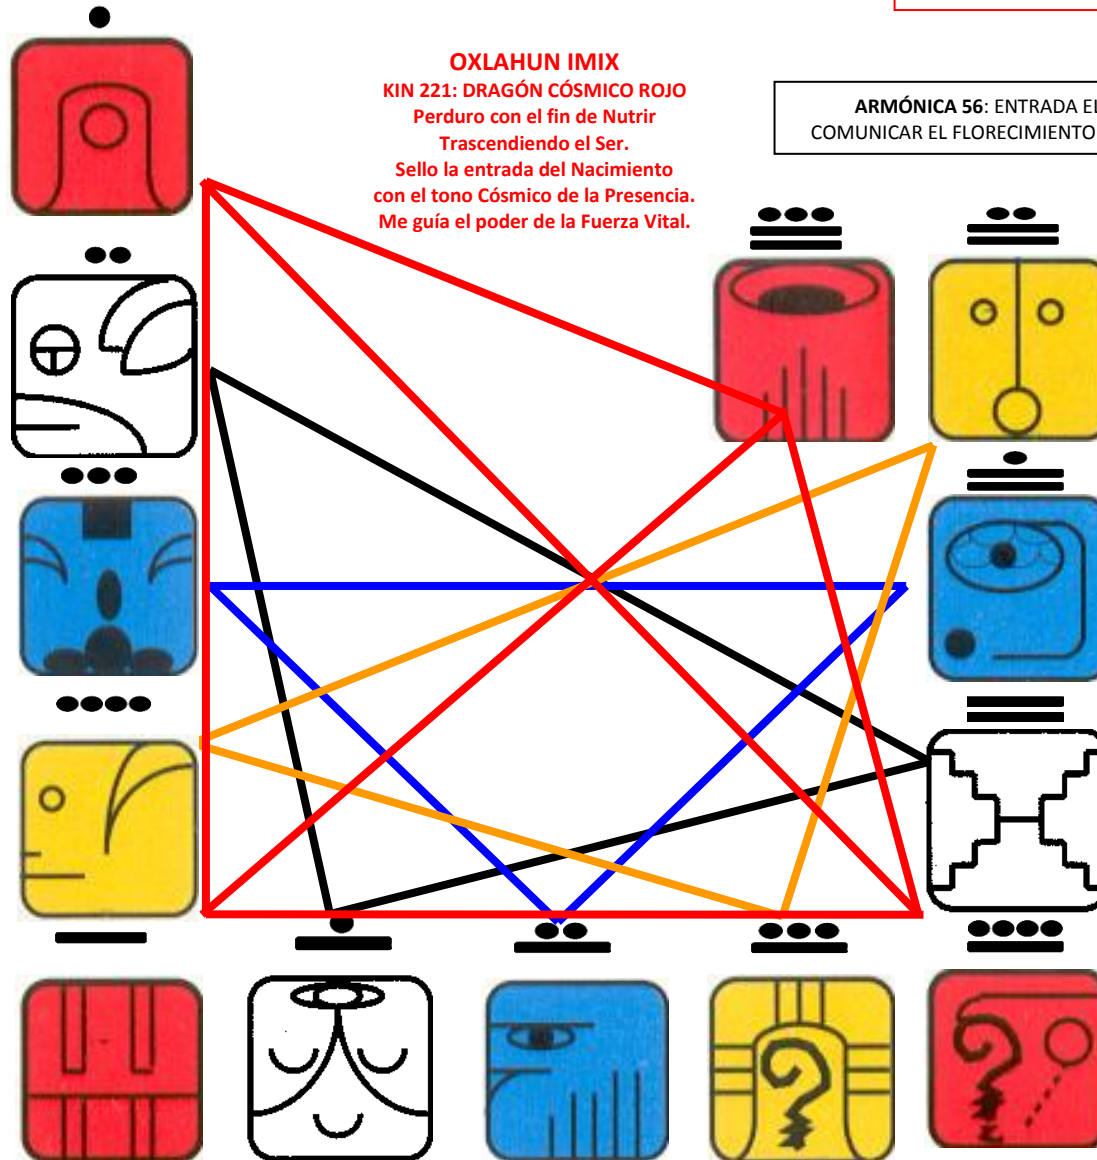 OXLAHUN IMIX
KIN 221: DRAGÓN CÓSMICO ROJO
Perduro con el fin de Nutrir
Trascendiendo el Ser.
Sello la entrada del Nacimiento
con el tono Cósmico de la Presencia.
Me guía el poder de la Fuerza Vital.
ARMÓNICA 56: ENTRADA EL
COMUNICAR EL FLORECIMIENTO